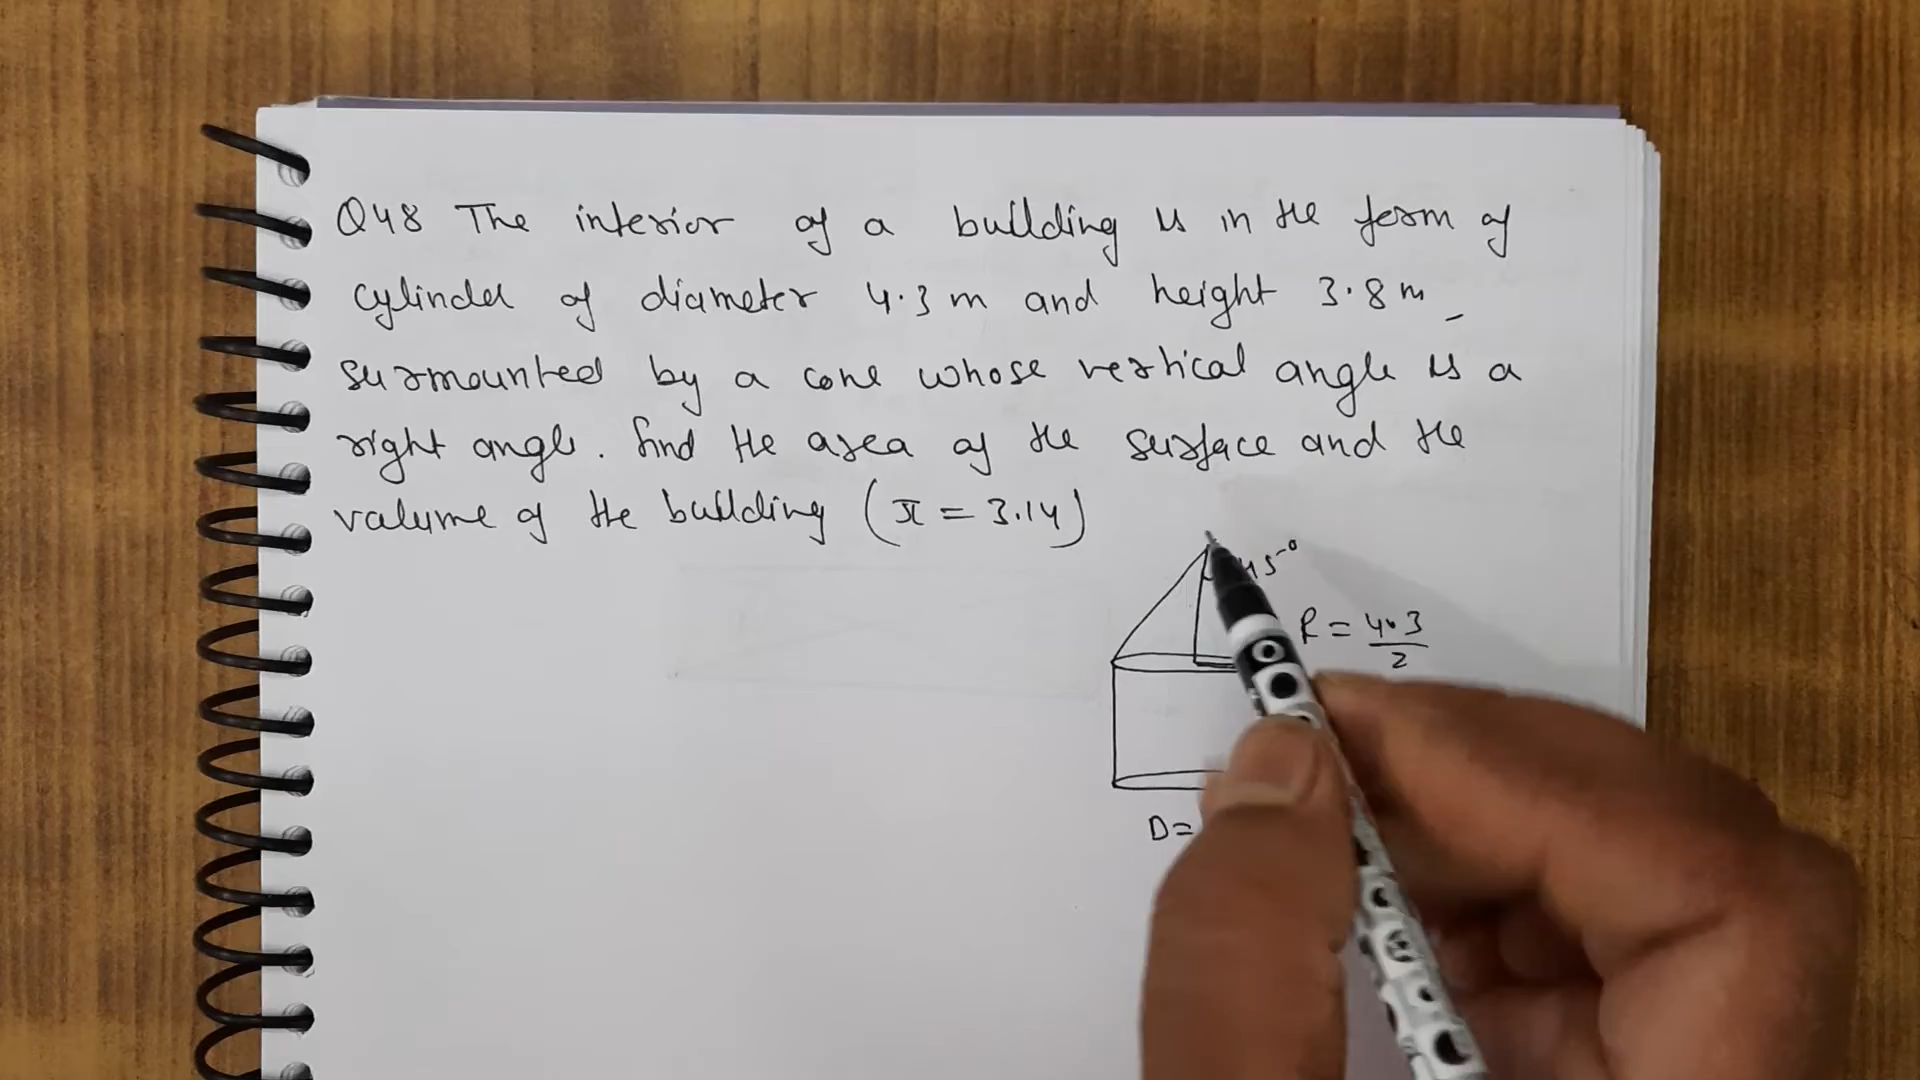 Q48 The interior of a building is in the form of
cylinder of diameter 4.3 m and height 3.8 m,
surmounted by a cone whose vertical angle is a
right angle. find the area of the surface and the
volume of the building (π = 3.14)
45°
R = 4.3
2
D=